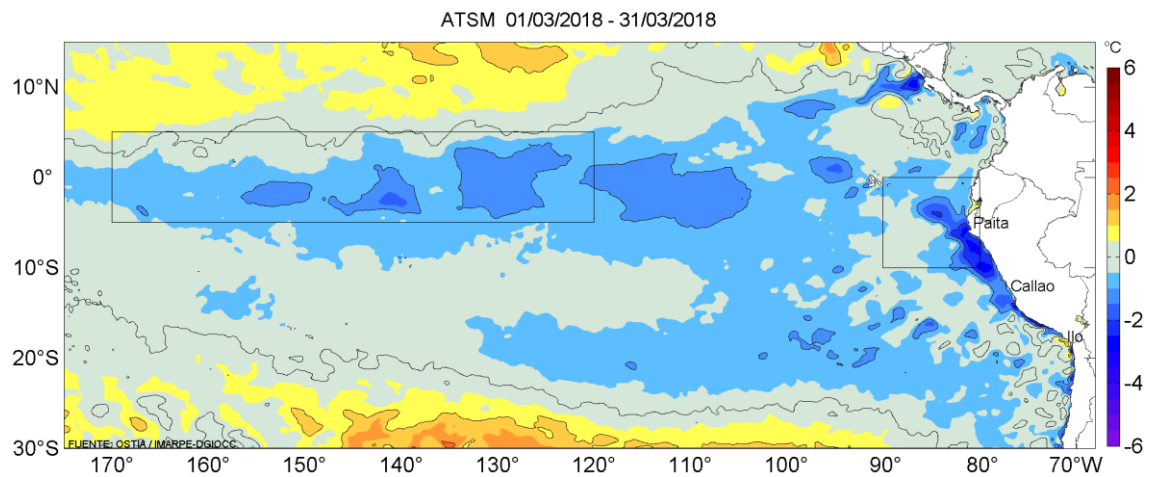 ATSM 01/03/2018 - 31/03/2018
°C
6
10°N
4
2
0°
Paita
0
10°S
Callao
-2
Ilo
20°S
-4
FUENTE: OSTIA / IMARPE-DGIOCC
30°S
-6
170° 160° 150° 140° 130° 120° 110° 100° 90° 80° 70°W